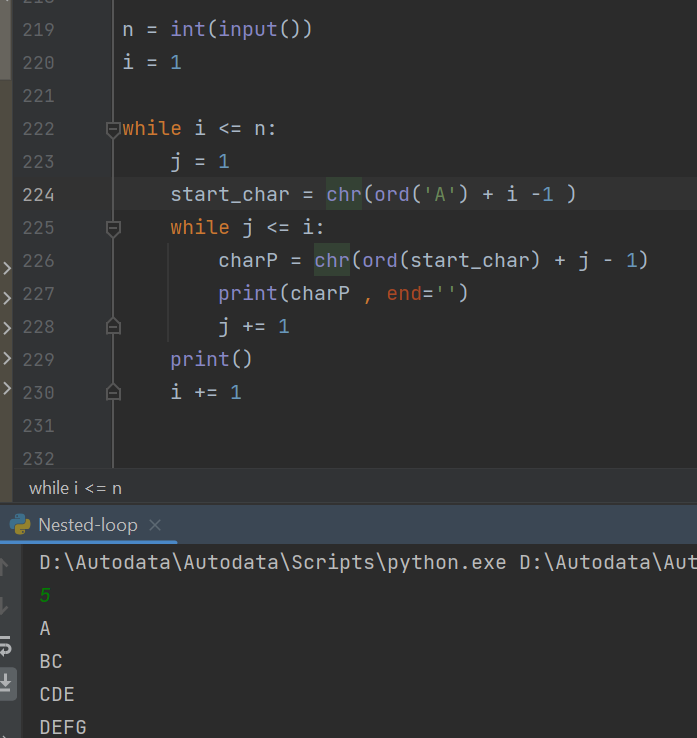 219 n = int(input())
220 i = 1
221
222 while i <= n:
223 j = 1
224 start_char = chr(ord('A') + i -1 )
225 while j <= i:
226 charP = chr(ord(start_char) + j - 1)
227 print(charP , end='')
228 j += 1
229 print()
230 i += 1
231
232
while i <= n
Nested-loop
D:\Autodata\Autodata\Scripts\python.exe D:\Autodata\Aut
5
A
BC
CDE
DEFG